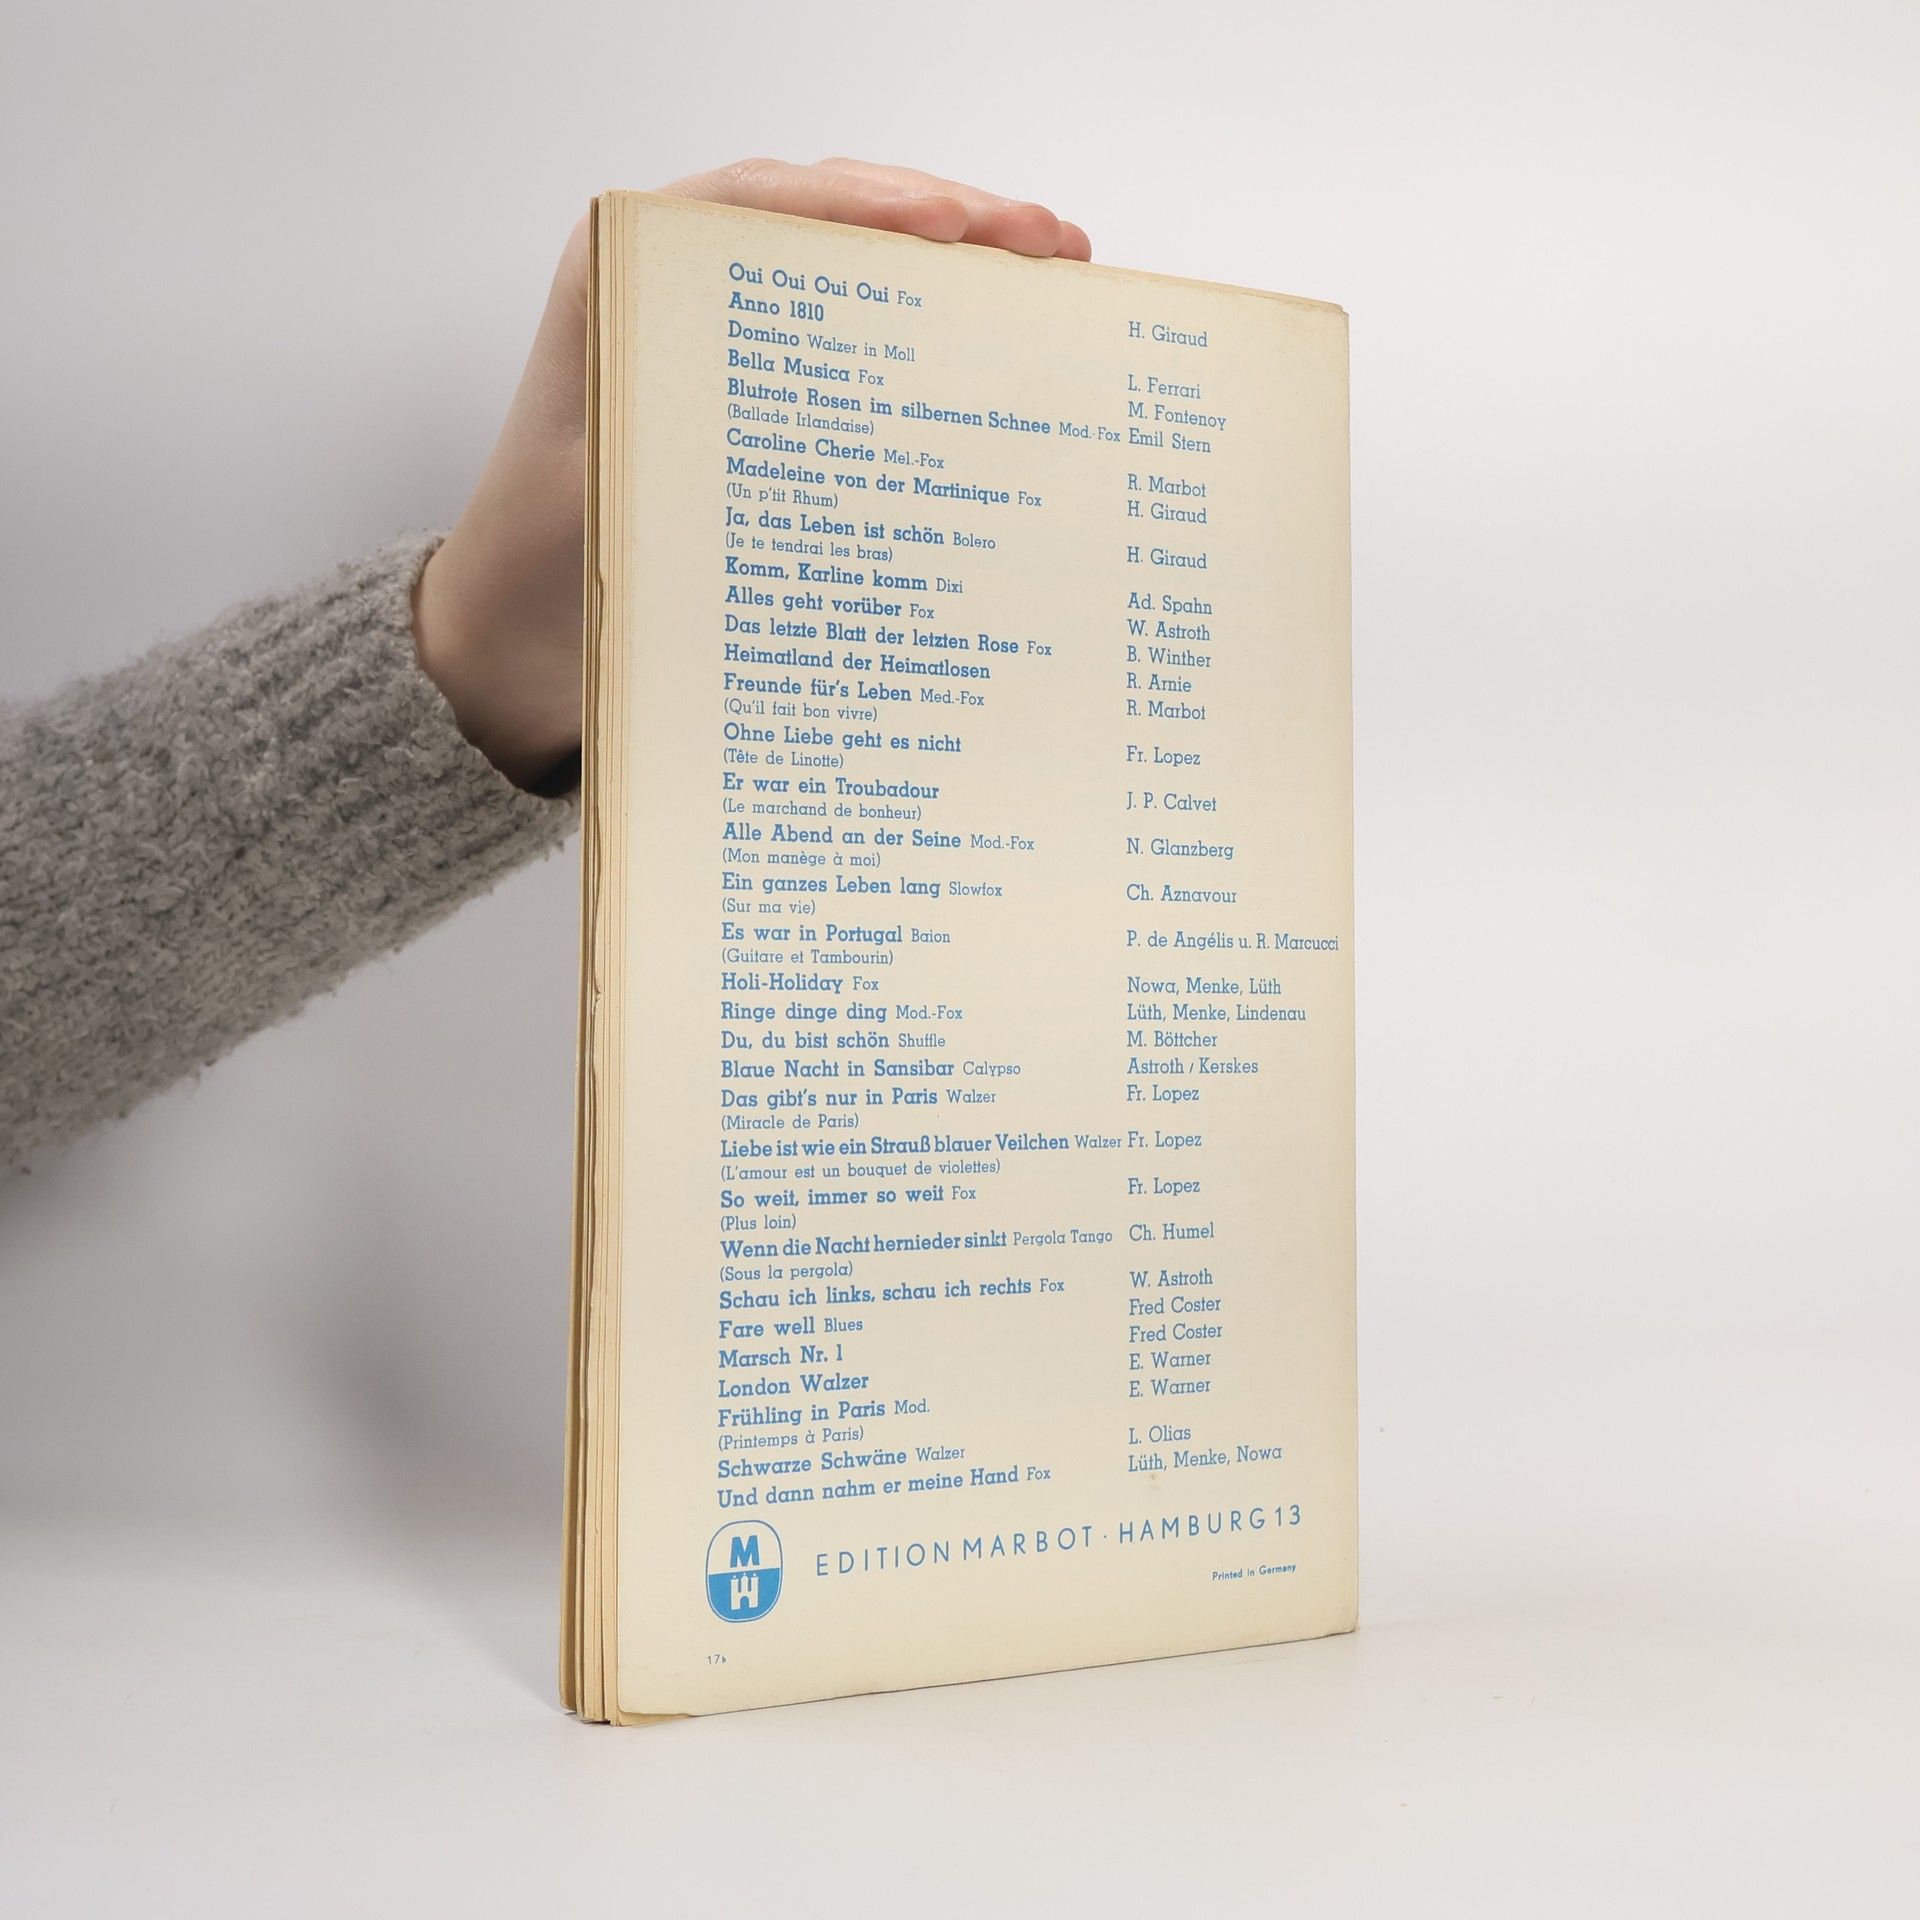 Oui Oui Oui Oui Fox H. Giraud
Anno 1810
Domino Walzer in Moll L. Ferrari
Bella Musica Fox M. Fontenoy
Blutrote Rosen im silbernen Schnee Mod.-Fox Emil Stern
(Ballade Irlandaise)
Caroline Cherie Mel.-Fox R. Marbot
Madeleine von der Martinique Fox H. Giraud
(Un p'tit Rhum)
Ja, das Leben ist schön Bolero H. Giraud
(Je te tendrai les bras)
Komm, Karline komm Dixi Ad. Spahn
Alles geht vorüber Fox W. Astroth
Das letzte Blatt der letzten Rose Fox B. Winther
Heimatland der Heimatlosen R. Arnie
Freunde für's Leben Med.-Fox R. Marbot
(Qu'il fait bon vivre)
Ohne Liebe geht es nicht Fr. Lopez
(Tête de Linotte)
Er war ein Troubadour J. P. Calvet
(Le marchand de bonheur)
Alle Abend an der Seine Mod.-Fox N. Glanzberg
(Mon manège à moi)
Ein ganzes Leben lang Slowfox Ch. Aznavour
(Sur ma vie)
Es war in Portugal Baion P. de Angélis u. R. Marcucci
(Guitare et Tambourin)
Holi-Holiday Fox Nowa, Menke, Lüth
Ringe dinge ding Mod.-Fox Lüth, Menke, Lindenau
Du, du bist schön Shuffle M. Böttcher
Blaue Nacht in Sansibar Calypso Astroth / Kerskes
Das gibt's nur in Paris Walzer Fr. Lopez
(Miracle de Paris)
Liebe ist wie ein Strauß blauer Veilchen Walzer Fr. Lopez
(L'amour est un bouquet de violettes)
So weit, immer so weit Fox Fr. Lopez
(Plus loin)
Wenn die Nacht hernieder sinkt Pergola Tango Ch. Humel
(Sous la pergola)
Schau ich links, schau ich rechts Fox W. Astroth
Fare well Blues Fred Coster
Marsch Nr. 1 Fred Coster
London Walzer E. Warner
Frühling in Paris Mod. E. Warner
(Printemps à Paris)
Schwarze Schwäne Walzer L. Olias
Und dann nahm er meine Hand Fox Lüth, Menke, Nowa
M
EDITION MARBOT · HAMBURG 13
Printed in Germany
17b